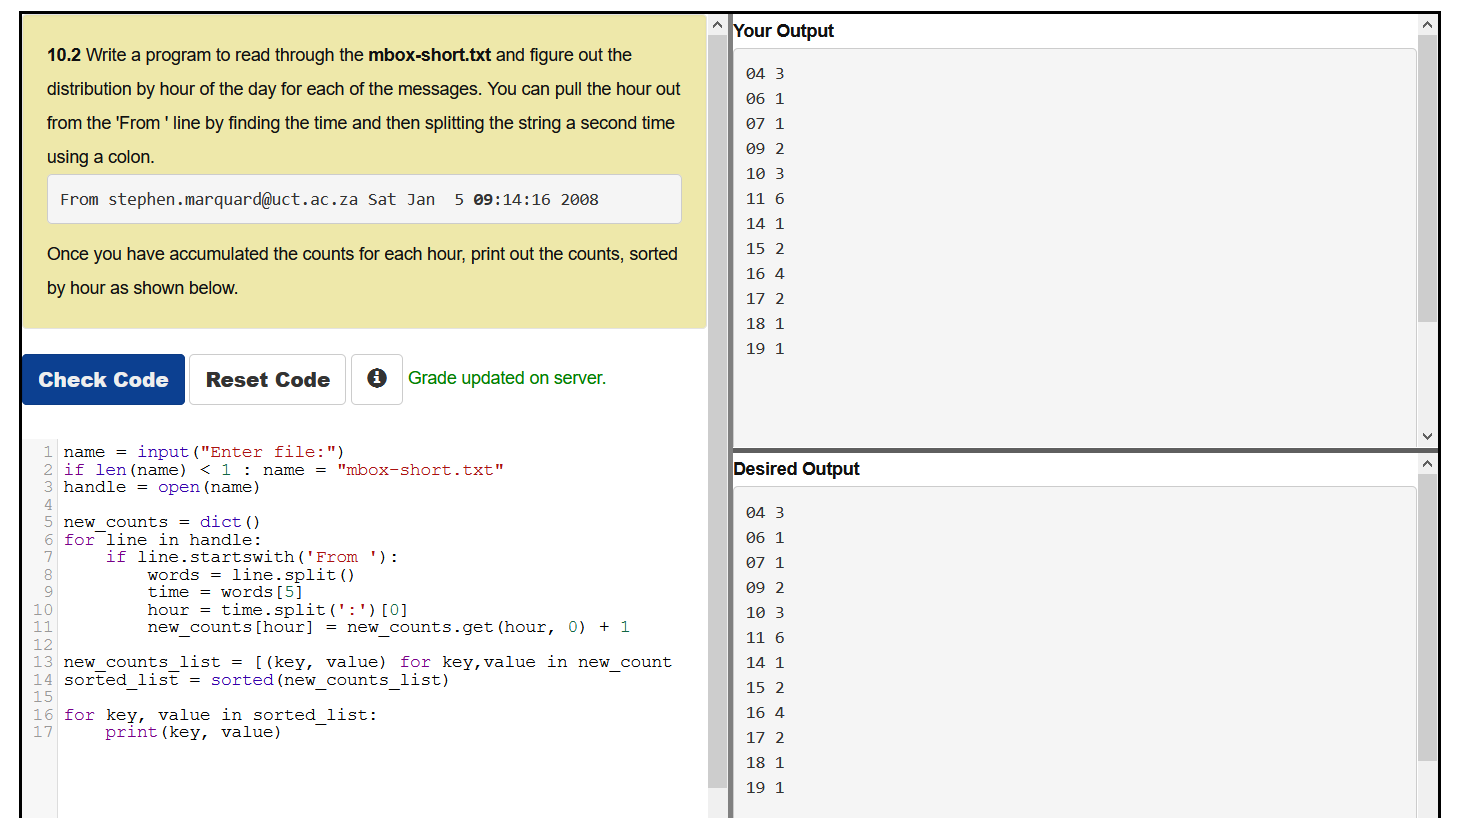 10.2 Write a program to read through the mbox-short.txt and figure out the
distribution by hour of the day for each of the messages. You can pull the hour out
from the 'From ' line by finding the time and then splitting the string a second time
using a colon.
From stephen.marquard@uct.ac.za Sat Jan  5 09:14:16 2008
Once you have accumulated the counts for each hour, print out the counts, sorted
by hour as shown below.
Check Code
Reset Code
Grade updated on server.
1 name = input("Enter file:")
2 if len(name) < 1 : name = "mbox-short.txt"
3 handle = open(name)
4
5 new_counts = dict()
6 for line in handle:
7     if line.startswith('From '):
8         words = line.split()
9         time = words[5]
10         hour = time.split(':')[0]
11         new_counts[hour] = new_counts.get(hour, 0) + 1
12
13 new_counts_list = [(key, value) for key,value in new_count
14 sorted_list = sorted(new_counts_list)
15
16 for key, value in sorted_list:
17     print(key, value)
Your Output
04 3
06 1
07 1
09 2
10 3
11 6
14 1
15 2
16 4
17 2
18 1
19 1
Desired Output
04 3
06 1
07 1
09 2
10 3
11 6
14 1
15 2
16 4
17 2
18 1
19 1